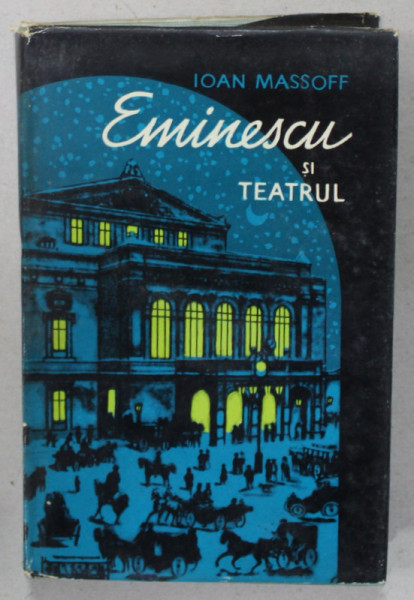 IOAN MASSOFF
Eminescu
ȘI
TEATRUL